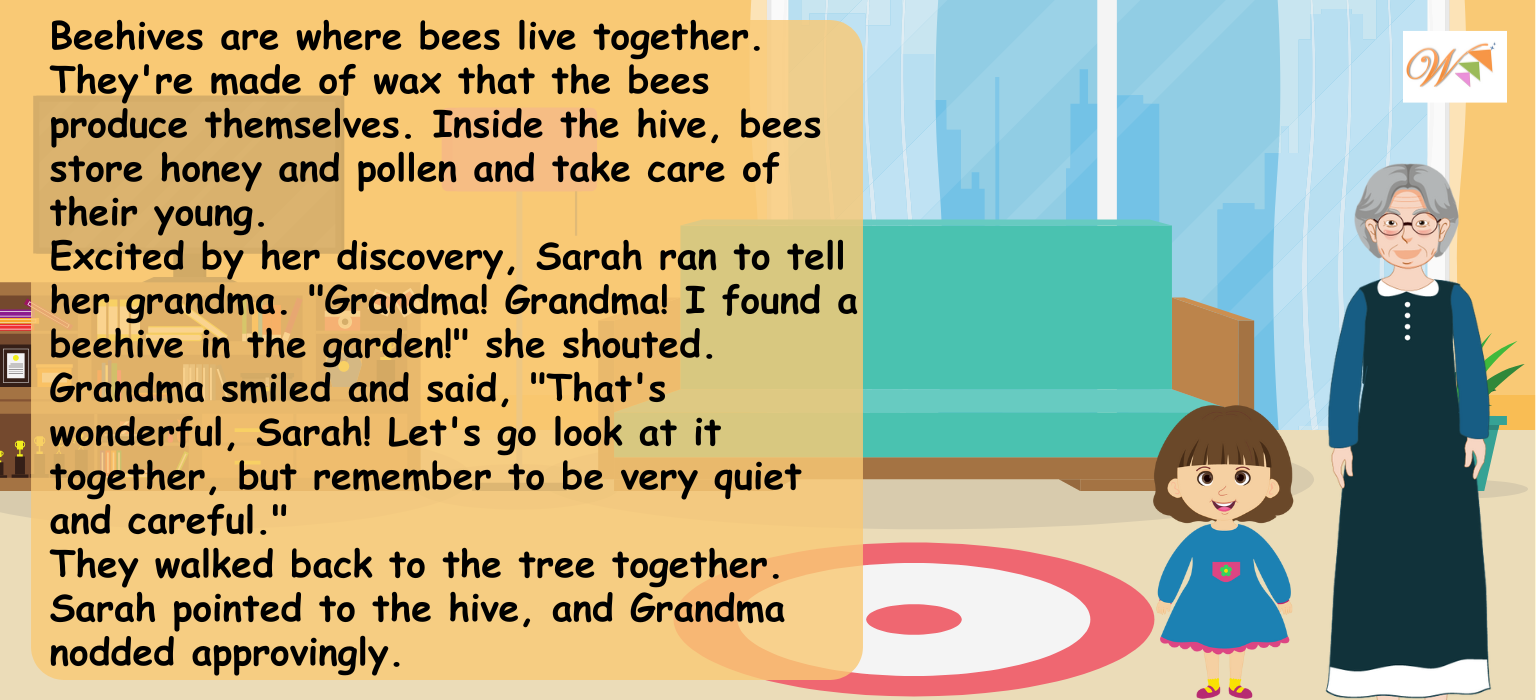 Beehives are where bees live together.
They're made of wax that the bees
produce themselves. Inside the hive, bees
store honey and pollen and take care of
their young.
Excited by her discovery, Sarah ran to tell
her grandma. "Grandma! Grandma! I found a
beehive in the garden!" she shouted.
Grandma smiled and said, "That's
wonderful, Sarah! Let's go look at it
together, but remember to be very quiet
and careful."
They walked back to the tree together.
Sarah pointed to the hive, and Grandma
nodded approvingly.
W